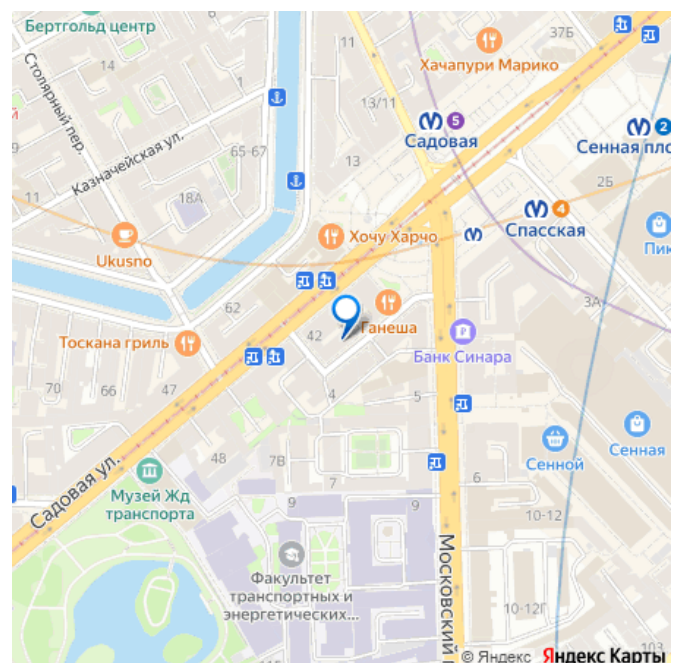 Бертгольд центр
14
Столярный пер.
11
37Б
Хачапури Марико
13/11
5
Садовая
2
Сенная пло
Казначейская ул.
65-67
13
2Б
11
9
18А
4
Спасская
Хочу Харчо
Ukusno
Пик
3А
62
Ганеша
42
Тоскана гриль
Банк Синара
70
66
47
4
5
Сенной
Сенная
48
7В
7
6
Садовая ул.
Музей Жд
транспорта
9
9
10-12
Факультет
транспортных и
энергетических...
Московский
10-12Г
103
© Яндекс Яндекс Карты